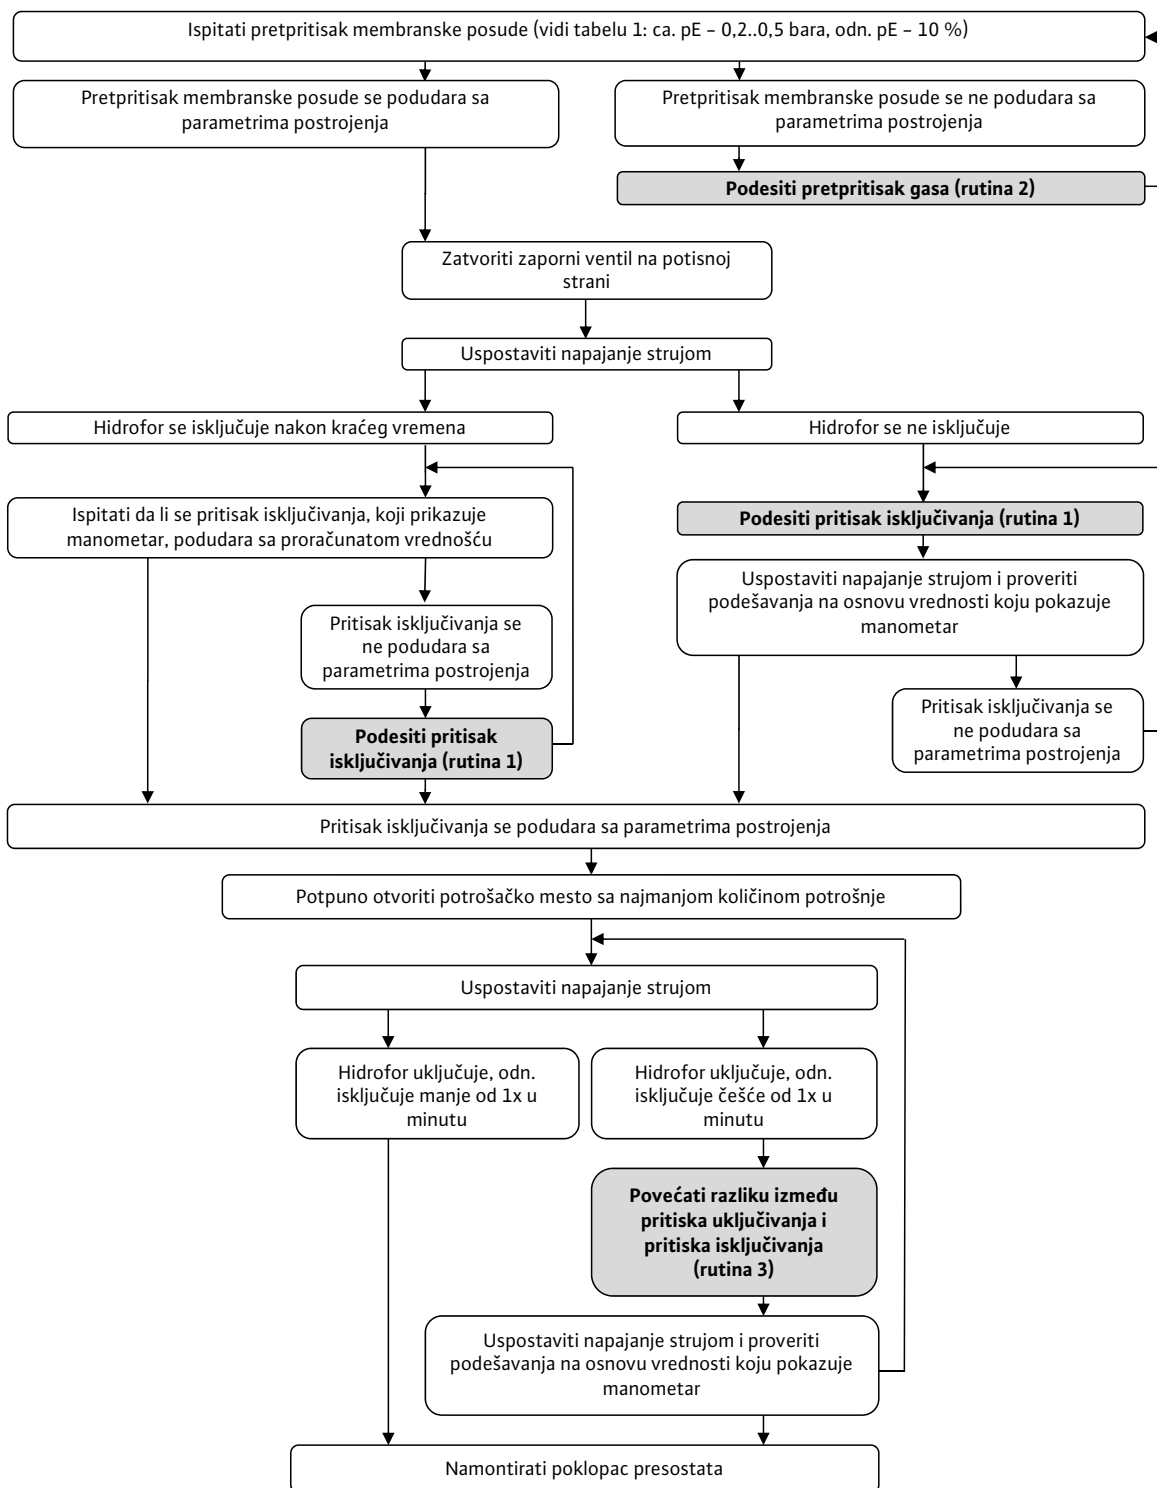 Ispitati pretpritisak membranske posude (vidi tabelu 1: ca. pE – 0,2..0,5 bara, odn. pE – 10 %)
Pretpritisak membranske posude se podudara sa
parametrima postrojenja
Pretpritisak membranske posude se ne podudara sa
parametrima postrojenja
Podesiti pretpritisak gasa (rutina 2)
Zatvoriti zaporni ventil na potisnoj
strani
Uspostaviti napajanje strujom
Hidrofor se isključuje nakon kraćeg vremena
Hidrofor se ne isključuje
Ispitati da li se pritisak isključivanja, koji prikazuje
manometar, podudara sa proračunatom vrednošću
Podesiti pritisak isključivanja (rutina 1)
Uspostaviti napajanje strujom i proveriti
podešavanja na osnovu vrednosti koju pokazuje
manometar
Pritisak isključivanja se
ne podudara sa
parametrima postrojenja
Pritisak isključivanja se
ne podudara sa
parametrima postrojenja
Podesiti pritisak
isključivanja (rutina 1)
Pritisak isključivanja se podudara sa parametrima postrojenja
Potpuno otvoriti potrošačko mesto sa najmanjom količinom potrošnje
Uspostaviti napajanje strujom
Hidrofor uključuje, odn.
isključuje manje od 1x u
minutu
Hidrofor uključuje, odn.
isključuje češće od 1x u
minutu
Povećati razliku između
pritiska uključivanja i
pritiska isključivanja
(rutina 3)
Uspostaviti napajanje strujom i proveriti
podešavanja na osnovu vrednosti koju pokazuje
manometar
Namontirati poklopac presostata